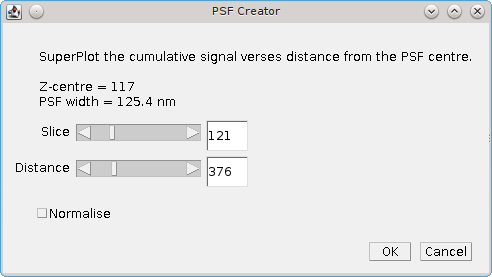 PSF Creator
SuperPlot the cumulative signal verses distance from the PSF centre.
Z-centre = 117
PSF width = 125.4 nm
Slice 121
Distance 376
Normalise
OK Cancel